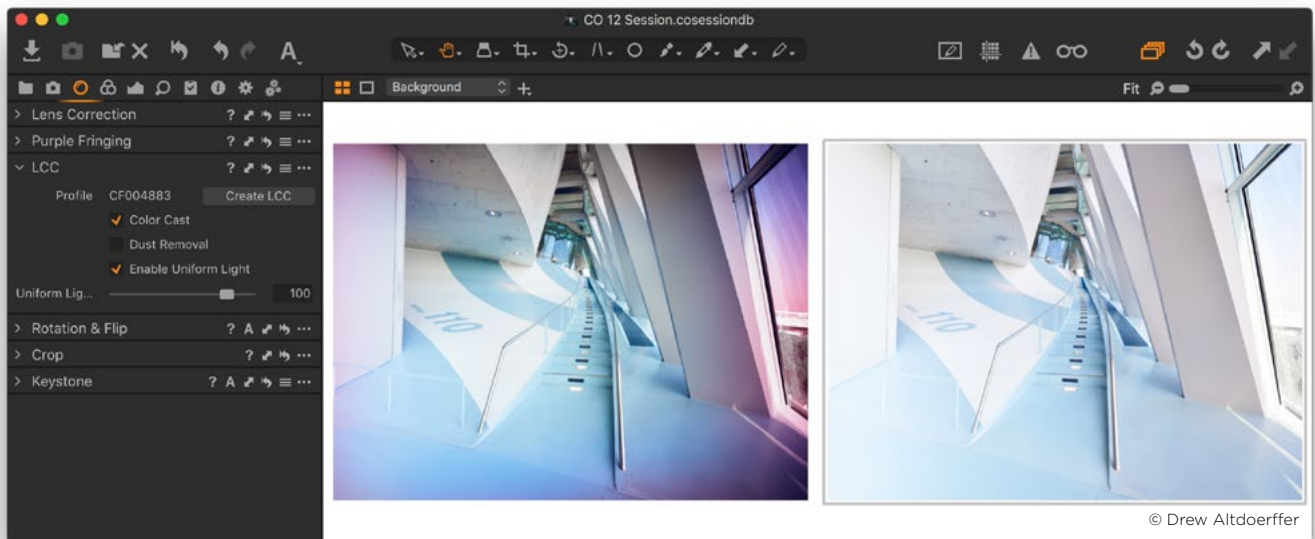 CO 12 Session.cosessiondb
A
Background
Fit
Lens Correction ?
Purple Fringing ?
LCC ?
Profile CF004883 Create LCC
Color Cast
Dust Removal
Enable Uniform Light
Uniform Lig... 100
Rotation & Flip ? A
Crop ?
Keystone ? A
110
110
© Drew Altdoerffer